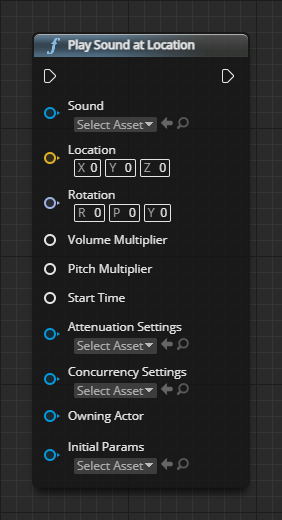 f Play Sound at Location
Sound
Select Asset
Location
X 0 Y 0 Z 0
Rotation
R 0 P 0 Y 0
Volume Multiplier
Pitch Multiplier
Start Time
Attenuation Settings
Select Asset
Concurrency Settings
Select Asset
Owning Actor
Initial Params
Select Asset